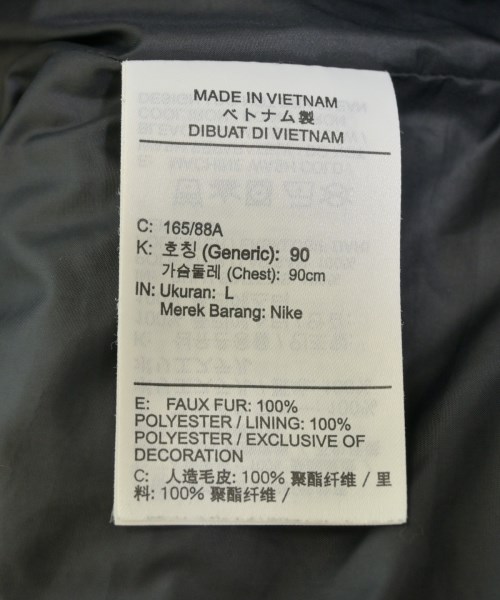 MADE IN VIETNAM
ベトナム製
DIBUAT DI VIETNAM
C: 165/88A
K: 호칭 (Generic): 90
가슴둘레 (Chest): 90cm
IN: Ukuran: L
Merek Barang: Nike
E: FAUX FUR: 100%
POLYESTER / LINING: 100%
POLYESTER / EXCLUSIVE OF
DECORATION
C: 人造毛皮: 100% 聚酯纤维 / 里
料: 100% 聚酯纤维 /